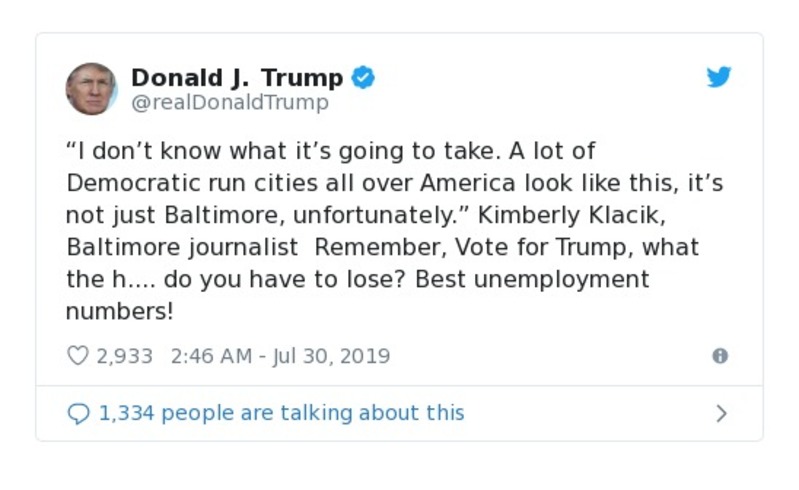 Donald J. Trump
@realDonaldTrump
“I don’t know what it’s going to take. A lot of
Democratic run cities all over America look like this, it’s
not just Baltimore, unfortunately.” Kimberly Klacik,
Baltimore journalist  Remember, Vote for Trump, what
the h.... do you have to lose? Best unemployment
numbers!
2,933 2:46 AM - Jul 30, 2019
1,334 people are talking about this